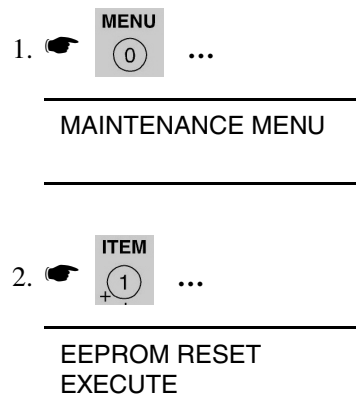 MENU
1. ☛ 0 ...
MAINTENANCE MENU
ITEM
2. ☛ 1 ...
+
EEPROM RESET
EXECUTE